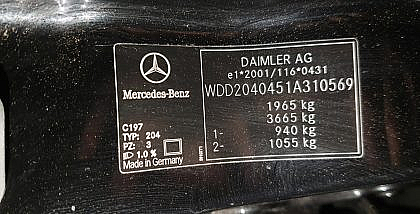 DAIMLER AG
e1*2001/116*0431
WDD2040451A310569
1965 kg
3665 kg
1- 940 kg
2- 1055 kg
Mercedes-Benz
C197
TYP: 204
PZ: 3
1.0 %
Made in Germany